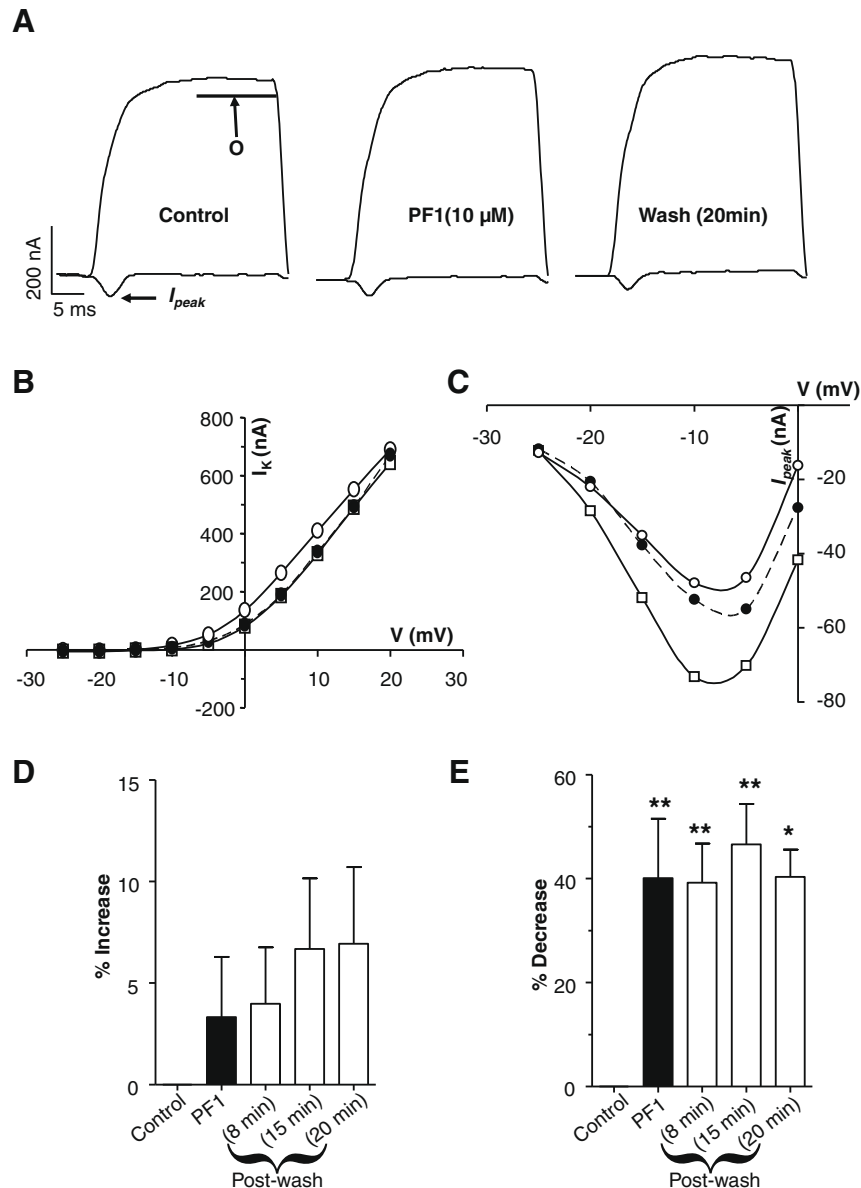 A
O
Control
PF1(10 µM)
Wash (20min)
200 nA
5 ms
I peak
B
800
600
400
200
-200
I K (nA)
V (mV)
-30
-20
-10
10
20
30
C
V (mV)
-30
-20
-10
I peak (nA)
-20
-40
-60
-80
D
15
10
5
0
% Increase
Control
PF1
(8 min)
(15 min)
(20 min)
Post-wash
E
60
40
20
0
% Decrease
**
**
**
*
Control
PF1
(8 min)
(15 min)
(20 min)
Post-wash